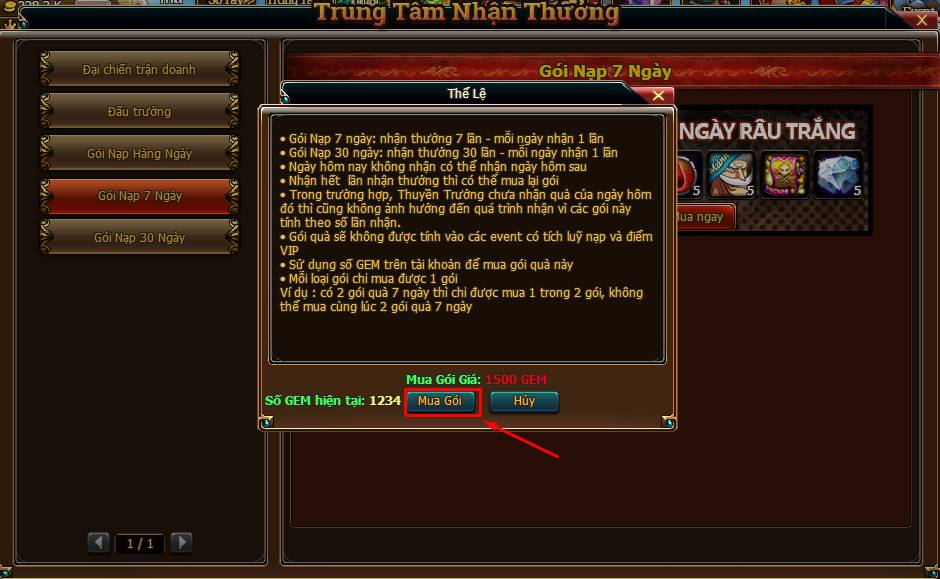 Trung Tâm Nhận Thưởng
Đại chiến trận doanh
Đấu trường
Gói Nạp Hàng Ngày
Gói Nạp 7 Ngày
Gói Nạp 30 Ngày
1 / 1
Gói Nạp 7 Ngày
NGÀY RÂU TRẮNG
5 5 5 5
Mua ngay
Thể Lệ
• Gói Nạp 7 ngày: nhận thưởng 7 lần - mỗi ngày nhận 1 lần
• Gói Nạp 30 ngày: nhận thưởng 30 lần - mỗi ngày nhận 1 lần
• Ngày hôm nay không nhận có thể nhận ngày hôm sau
• Nhận hết lần nhận thưởng thì có thể mua lại gói
• Trong trường hợp, Thuyền Trưởng chưa nhận quà của ngày hôm
đó thì cũng không ảnh hưởng đến quá trình nhận vì các gói này
tính theo số lần nhận.
• Gói quà sẽ không được tính vào các event có tích luỹ nạp và điểm
VIP
• Sử dụng số GEM trên tài khoản để mua gói quà này
• Mỗi loại gói chỉ mua được 1 gói
Ví dụ : có 2 gói quà 7 ngày thì chỉ được mua 1 trong 2 gói, không
thể mua cùng lúc 2 gói quà 7 ngày
Mua Gói Giá: 1500 GEM
Số GEM hiện tại: 1234 Mua Gói Hủy